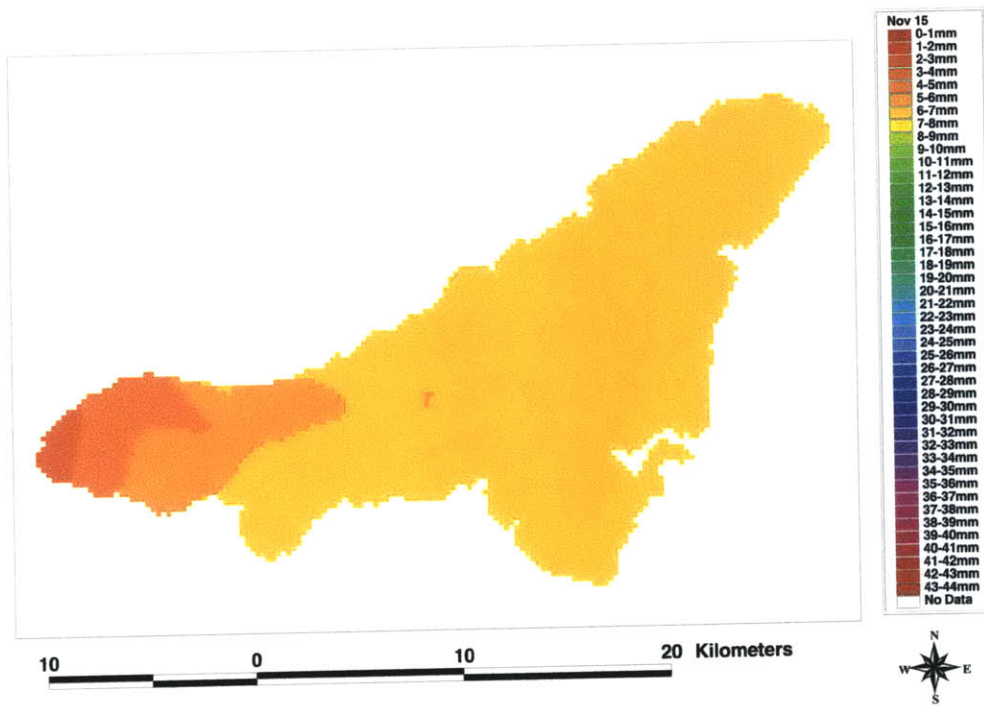 Nov 15
0-1mm
1-2mm
2-3mm
3-4mm
4-5mm
5-6mm
6-7mm
7-8mm
8-9mm
9-10mm
10-11mm
11-12mm
12-13mm
13-14mm
14-15mm
15-16mm
16-17mm
17-18mm
18-19mm
19-20mm
20-21mm
21-22mm
22-23mm
23-24mm
24-25mm
25-26mm
26-27mm
27-28mm
28-29mm
29-30mm
30-31mm
31-32mm
32-33mm
33-34mm
34-35mm
35-36mm
36-37mm
37-38mm
38-39mm
39-40mm
40-41mm
41-42mm
42-43mm
43-44mm
No Data
10 0 10 20 Kilometers
N
W E
S